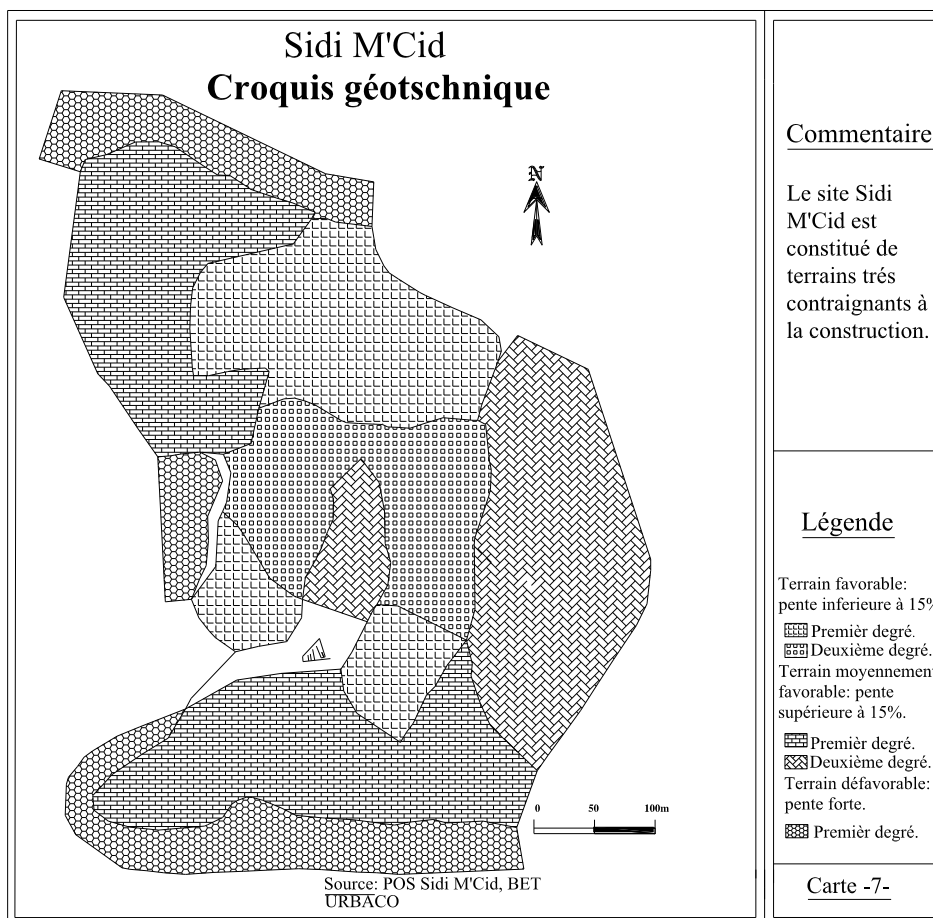 Sidi M'Cid
Croquis géotschnique
N
Commentaire
Le site Sidi
M'Cid est
constitué de
terrains trés
contraignants à
la construction.
Légende
Terrain favorable:
pente inferieure à 15%
Premièr degré.
Deuxième degré.
Terrain moyennement
favorable: pente
supérieure à 15%.
Premièr degré.
Deuxième degré.
Terrain défavorable:
pente forte.
Premièr degré.
0 50 100m
Source: POS Sidi M'Cid, BET
URBACO
Carte -7-